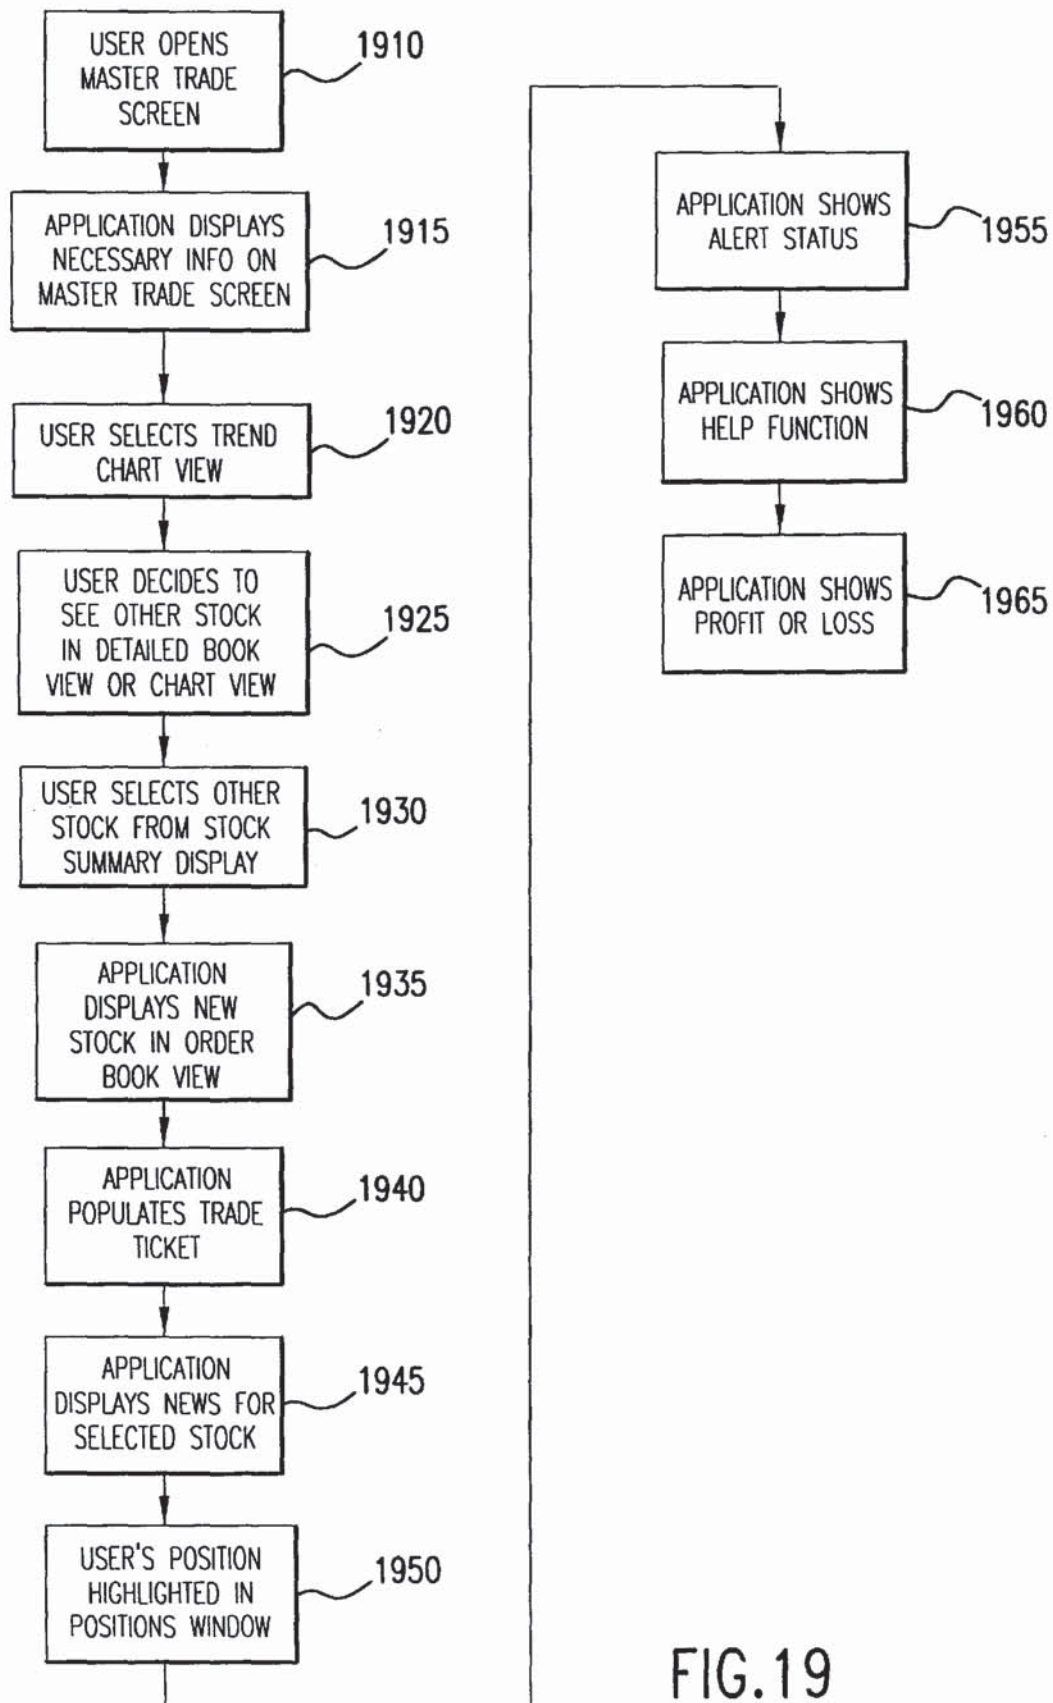 USER OPENS
MASTER TRADE
SCREEN
1910
APPLICATION DISPLAYS
NECESSARY INFO ON
MASTER TRADE SCREEN
1915
USER SELECTS TREND
CHART VIEW
1920
USER DECIDES TO
SEE OTHER STOCK
IN DETAILED BOOK
VIEW OR CHART VIEW
1925
USER SELECTS OTHER
STOCK FROM STOCK
SUMMARY DISPLAY
1930
APPLICATION
DISPLAYS NEW
STOCK IN ORDER
BOOK VIEW
1935
APPLICATION
POPULATES TRADE
TICKET
1940
APPLICATION
DISPLAYS NEWS FOR
SELECTED STOCK
1945
USER'S POSITION
HIGHLIGHTED IN
POSITIONS WINDOW
1950
APPLICATION SHOWS
ALERT STATUS
1955
APPLICATION SHOWS
HELP FUNCTION
1960
APPLICATION SHOWS
PROFIT OR LOSS
1965
FIG.19